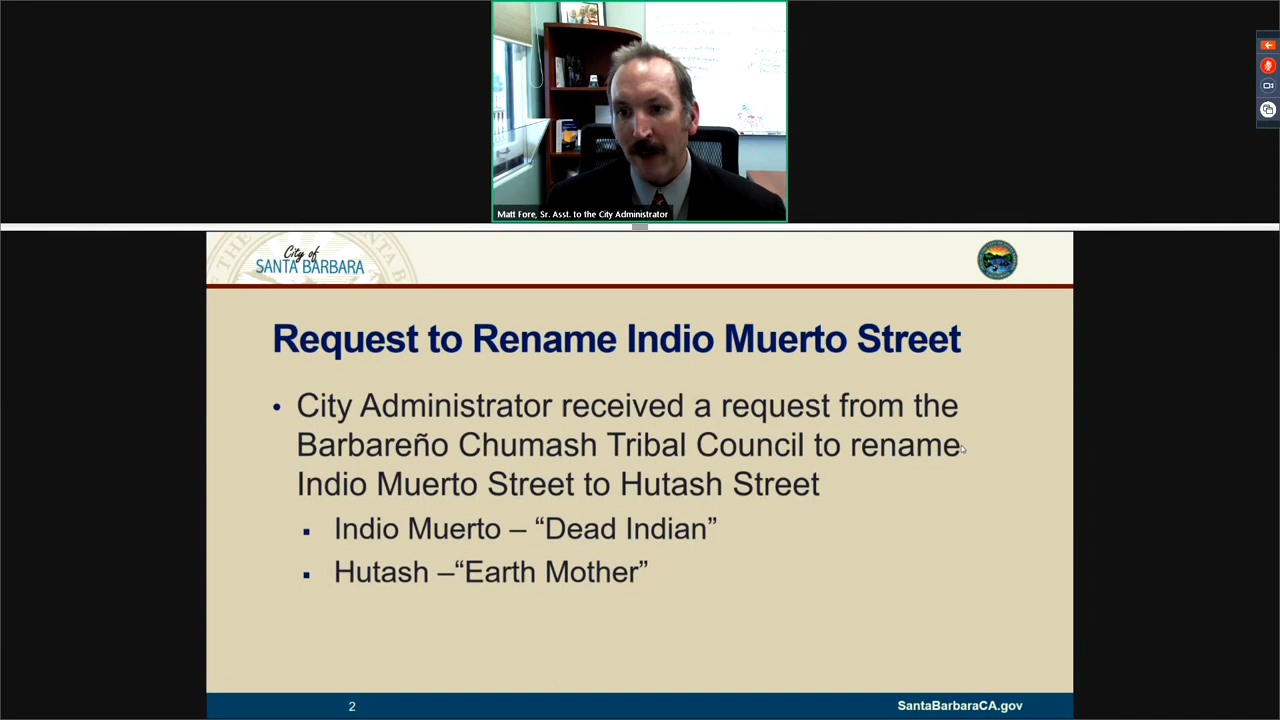 Matt Fore, Sr. Asst. to the City Administrator
City of
SANTA BARBARA
Request to Rename Indio Muerto Street
• City Administrator received a request from the
Barbareño Chumash Tribal Council to rename
Indio Muerto Street to Hutash Street
▪ Indio Muerto – “Dead Indian”
▪ Hutash –“Earth Mother”
2
SantaBarbaraCA.gov